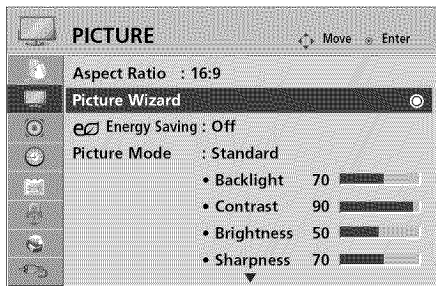 PICTURE
Move Enter
Aspect Ratio : 16:9
Picture Wizard
Energy Saving : Off
Picture Mode : Standard
• Backlight 70
• Contrast 90
• Brightness 50
• Sharpness 70